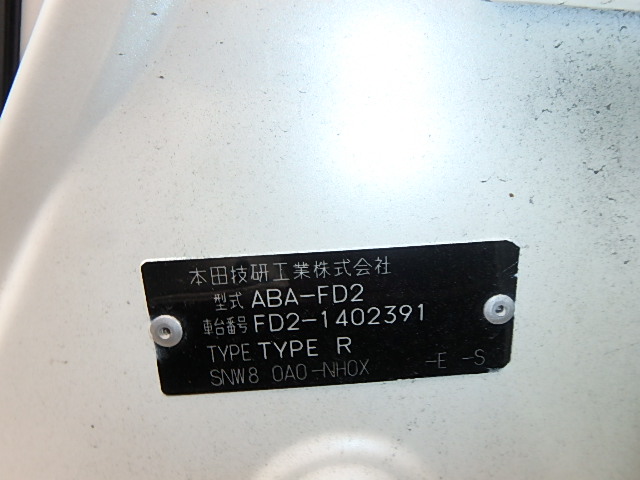 本田技研工業株式会社
型式 ABA-FD2
車台番号 FD2-1402391
TYPE TYPE R
SNW8 0A0-NH0X -E -S